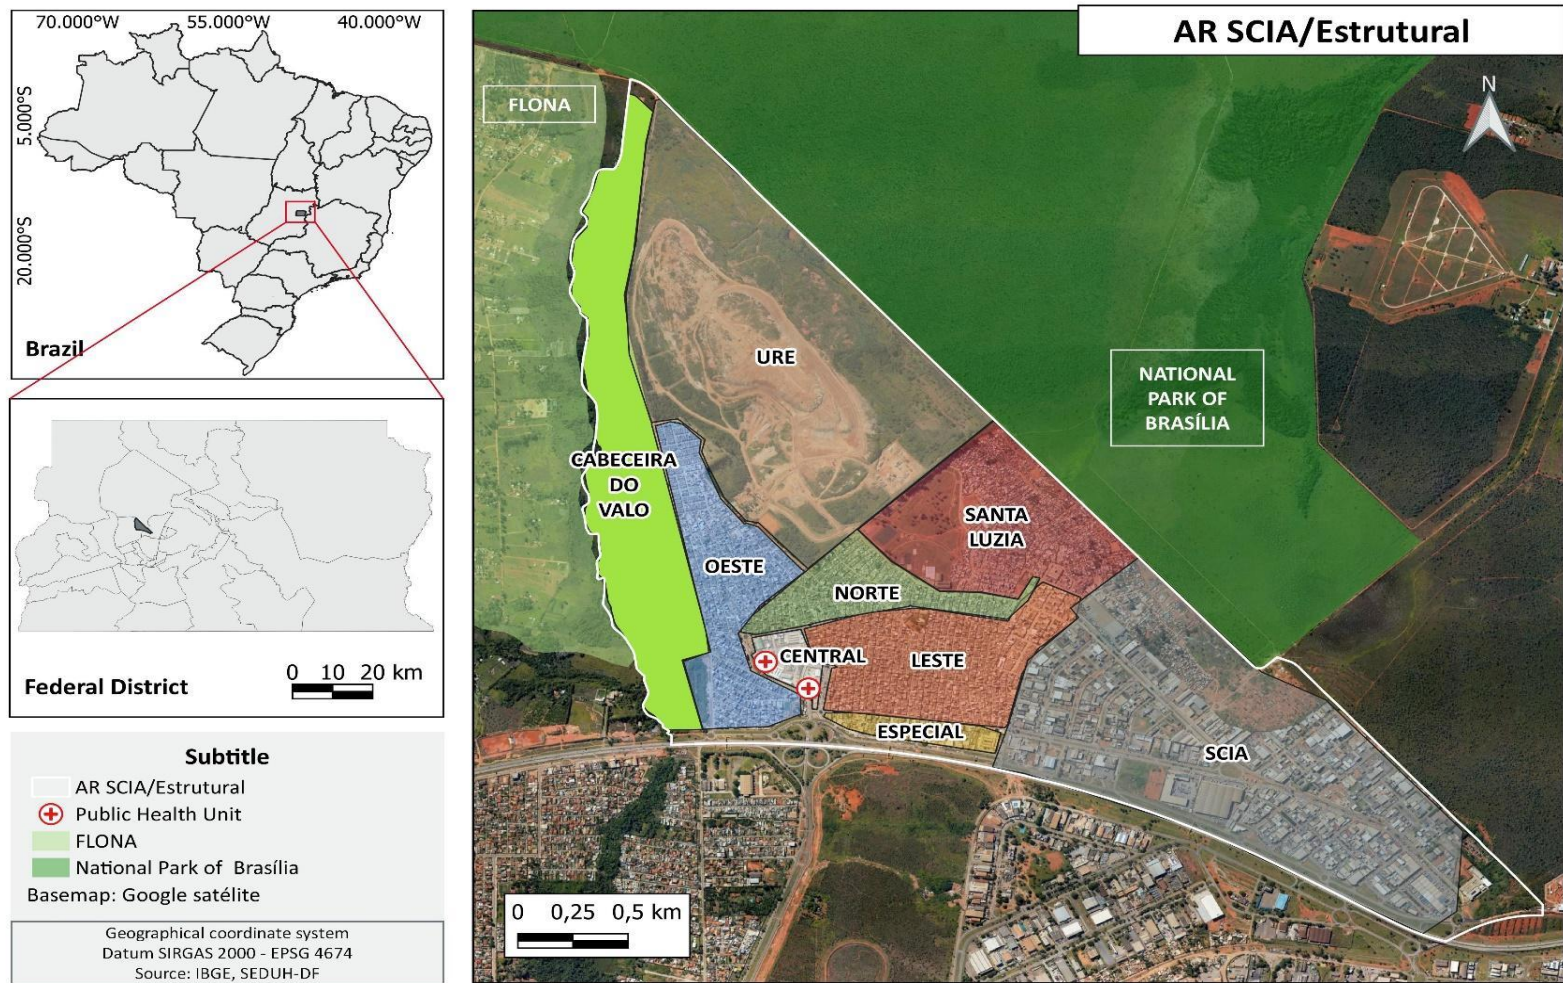 70.000°W 55.000°W 40.000°W
5.000°S
20.000°S
Brazil
Federal District
0 10 20 km
Subtitle
AR SCIA/Estrutural
Public Health Unit
FLONA
National Park of Brasília
Basemap: Google satélite
Geographical coordinate system
Datum SIRGAS 2000 - EPSG 4674
Source: IBGE, SEDUH-DF
AR SCIA/Estrutural
N
FLONA
URE
NATIONAL
PARK OF
BRASÍLIA
CABECEIRA
DO
VALO
SANTA
LUZIA
OESTE
NORTE
CENTRAL
LESTE
ESPECIAL
SCIA
0 0,25 0,5 km